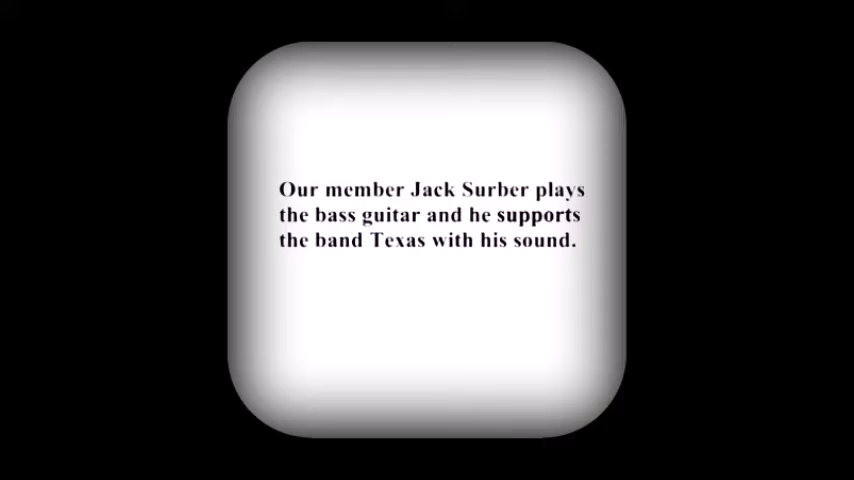 Our member Jack Surber plays
the bass guitar and he supports
the band Texas with his sound.